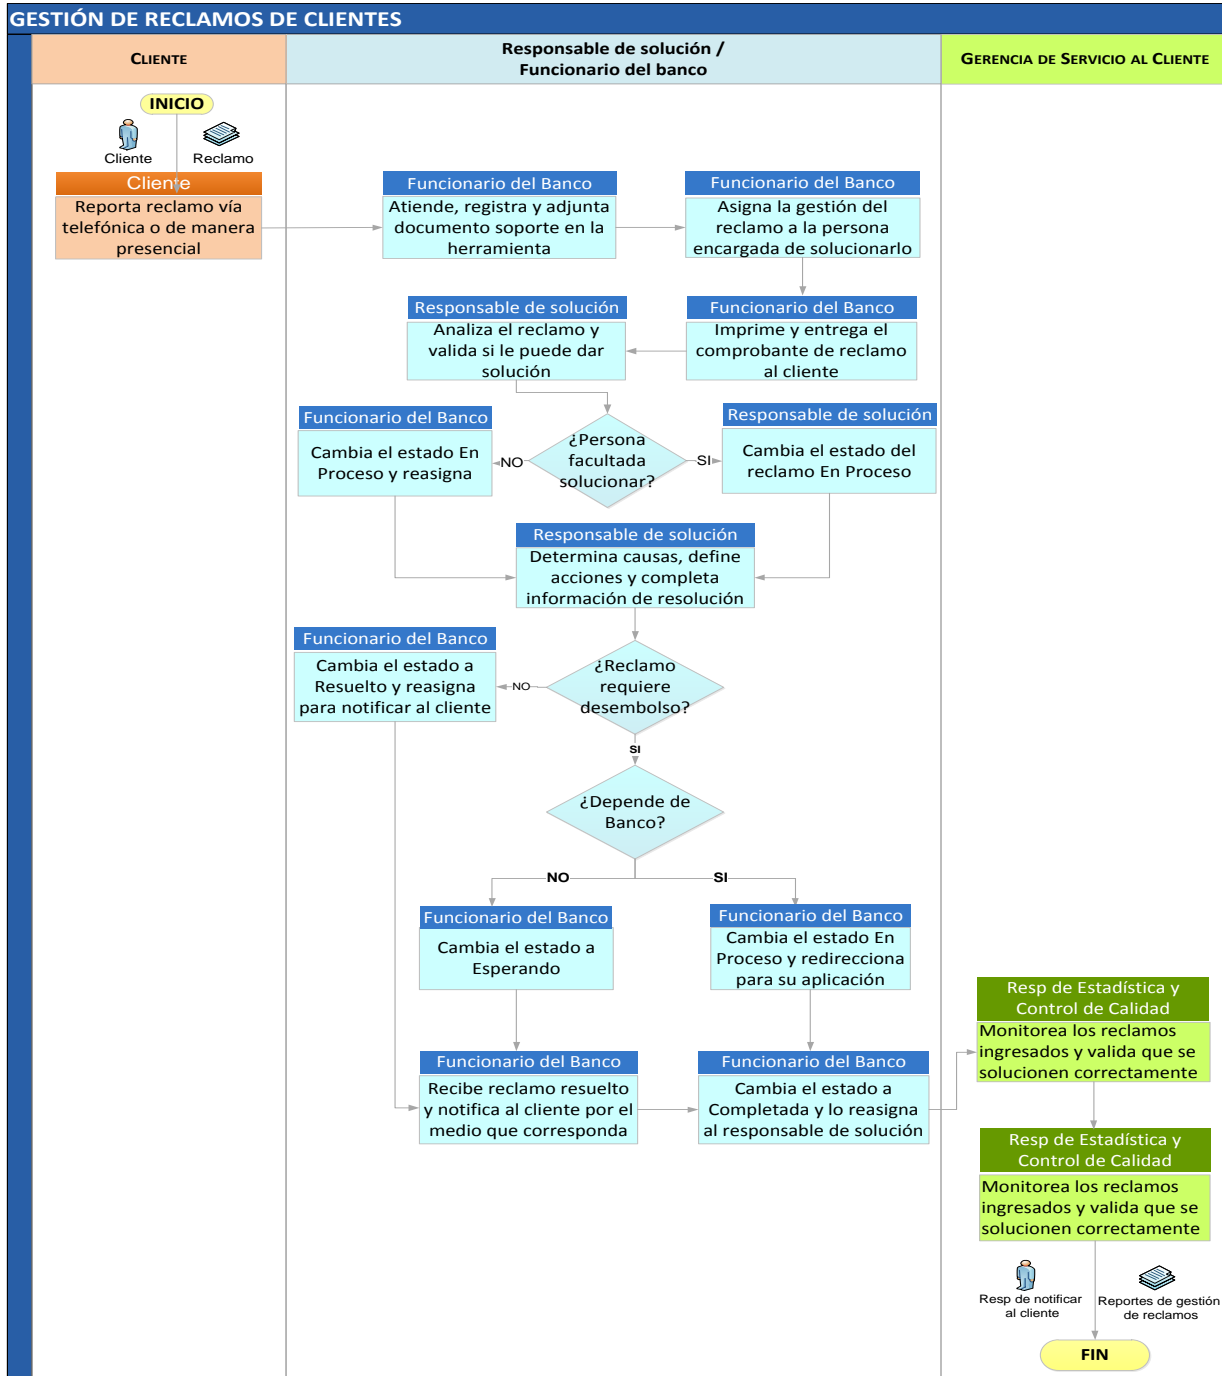 GESTIÓN DE RECLAMOS DE CLIENTES
CLIENTE
Responsable de solución /
Funcionario del banco
GERENCIA DE SERVICIO AL CLIENTE
INICIO
Cliente
Reclamo
Cliente
Reporta reclamo vía
telefónica o de manera
presencial
Funcionario del Banco
Atiende, registra y adjunta
documento soporte en la
herramienta
Funcionario del Banco
Asigna la gestión del
reclamo a la persona
encargada de solucionarlo
Responsable de solución
Analiza el reclamo y
valida si le puede dar
solución
Funcionario del Banco
Imprime y entrega el
comprobante de reclamo
al cliente
Funcionario del Banco
Cambia el estado En
Proceso y reasigna
NO
¿Persona
facultada
solucionar?
SI
Responsable de solución
Cambia el estado del
reclamo En Proceso
Responsable de solución
Determina causas, define
acciones y completa
información de resolución
Funcionario del Banco
Cambia el estado a
Resuelto y reasigna
para notificar al cliente
NO
¿Reclamo
requiere
desembolso?
SI
¿Depende de
Banco?
NO
SI
Funcionario del Banco
Cambia el estado a
Esperando
Funcionario del Banco
Cambia el estado En
Proceso y redirecciona
para su aplicación
Funcionario del Banco
Recibe reclamo resuelto
y notifica al cliente por el
medio que corresponda
Funcionario del Banco
Cambia el estado a
Completada y lo reasigna
al responsable de solución
Resp de Estadística y
Control de Calidad
Monitorea los reclamos
ingresados y valida que se
solucionen correctamente
Resp de Estadística y
Control de Calidad
Monitorea los reclamos
ingresados y valida que se
solucionen correctamente
Resp de notificar
al cliente
Reportes de gestión
de reclamos
FIN